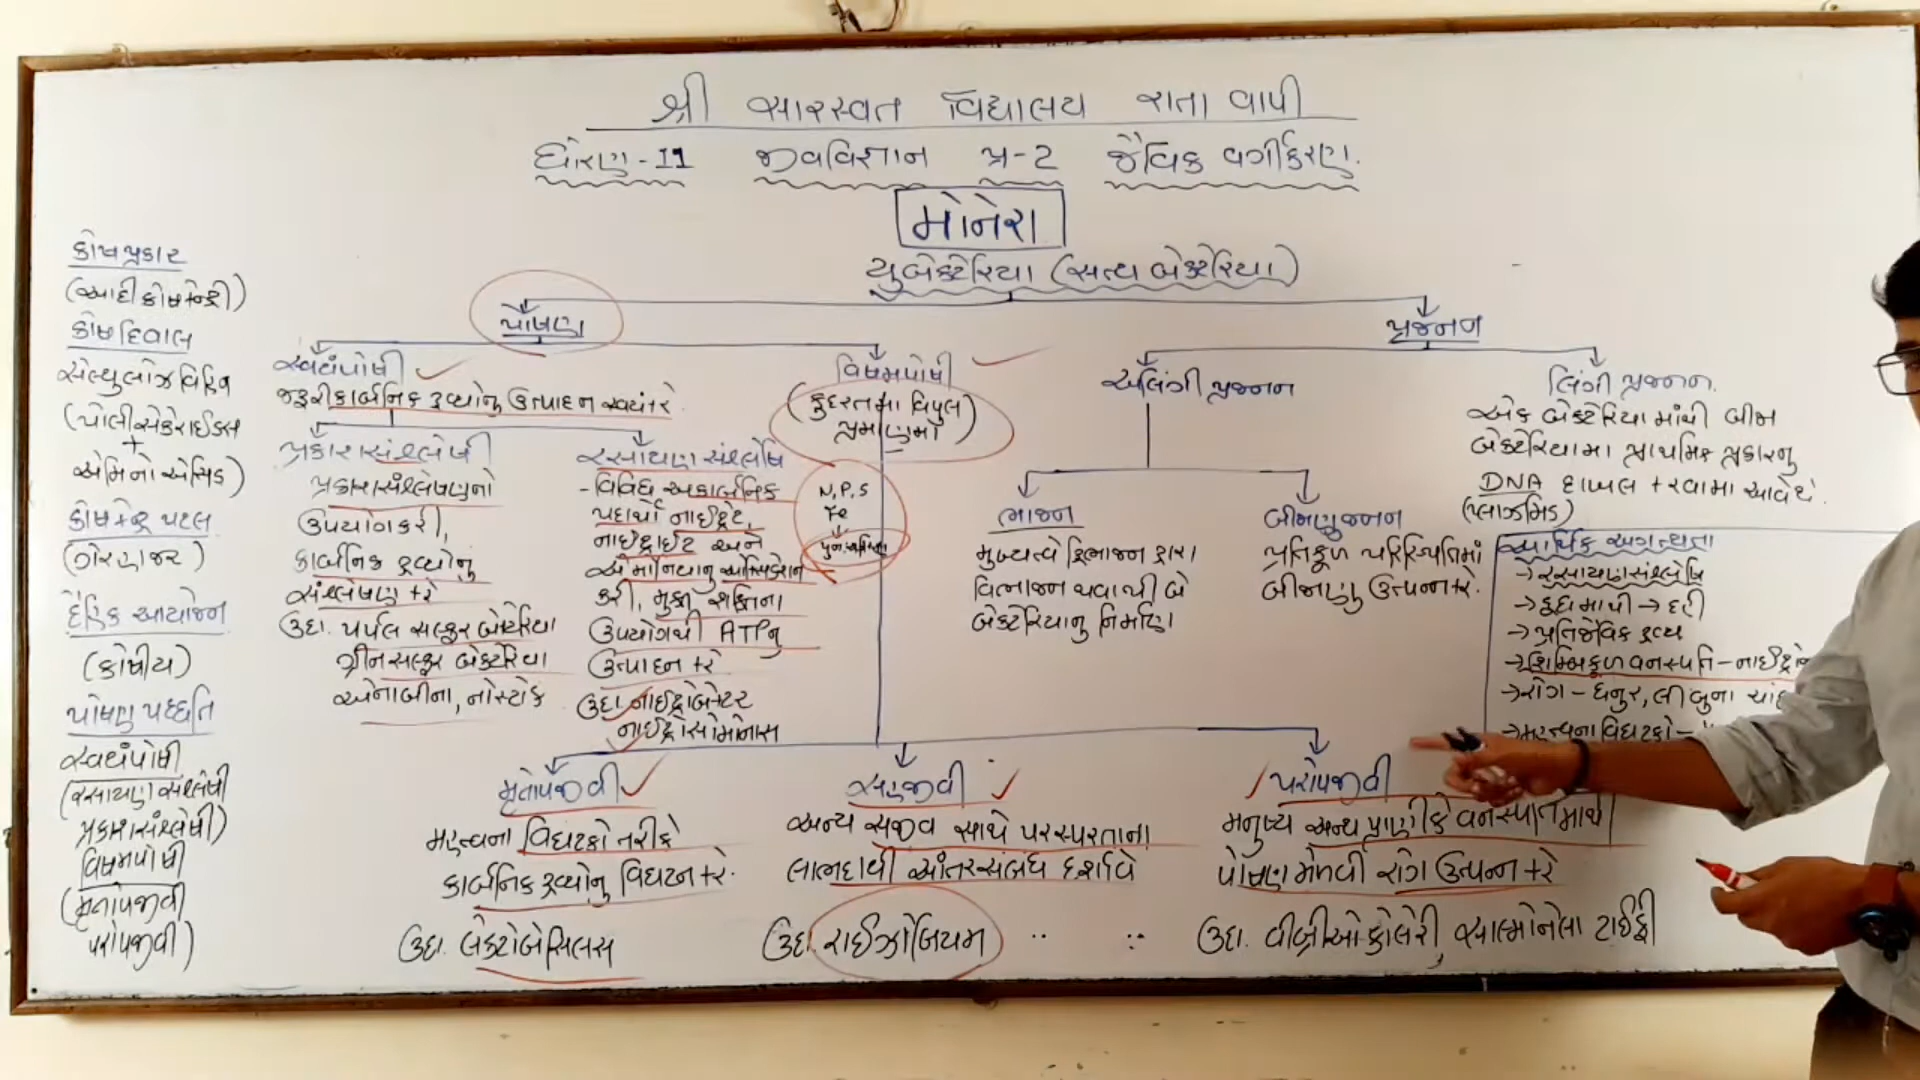 શ્રી સારસ્વત વિદ્યાલય રાતા વાપી
ધોરણ-11 જીવવિજ્ઞાન પ્ર-2 જૈવિક વર્ગીકરણ.
મોનેરા
યુબેક્ટેરિયા (સત્ય બેક્ટેરિયા)
કોષપ્રકાર
(આદીકોષકેન્દ્રી)
કોષદિવાલ
સેલ્યુલોઝ વિહિન
(પોલીસેકેરાઈડસ
+
એમિનો એસિડ)
કોષકેન્દ્ર પટલ
(ગેરહાજર)
દૈહિક આયોજન
(કોષીય)
પોષણ પદ્ધતિ
સ્વયંપોષી
(રસાયણ સંશ્લેષી
પ્રકાશસંશ્લેષી)
વિષમપોષી
(મૃતોપજીવી
પરોપજીવી)
પોષણ
સ્વયંપોષી
જરૂરી કાર્બનિક દ્રવ્યોનુ ઉત્પાદન સ્વયં કરે.
પ્રકાશસંશ્લેષી
પ્રકાશસંશ્લેષણનો
ઉપયોગ કરી,
કાર્બનિક દ્રવ્યોનું
સંશ્લેષણ કરે
ઉદા. પર્પલ સલ્ફર બેક્ટેરિયા
ગ્રીન સલ્ફર બેક્ટેરિયા
એનાબીના, નોસ્ટોક
રસાયણ સંશ્લેષિ
- વિવિધ અકાર્બનિક
પદાર્થો નાઈટ્રેટ,
નાઈટ્રાઈટ અને
એમોનિયાનુ ઓક્સિડેશન
કરી, મુક્ત શક્તિના
ઉપયોગથી ATPનુ
ઉત્પાદન કરે
ઉદા. નાઈટ્રોબેક્ટર
નાઈટ્રોસોમોનાસ
વિષમપોષી
(કુદરતમા વિપુલ
પ્રમાણમાં)
N, P, S
Fe
મૃતોપજીવી
મહત્વના વિઘટકો તરીકે
કાર્બનિક દ્રવ્યોનુ વિઘટન કરે.
ઉદા. લેક્ટોબેસિલસ
સહજીવી
અન્ય સજીવ સાથે પરસ્પરતાના
લાભદાયી આંતરસંબંધ દર્શાવે
ઉદા. રાઈઝોબિયમ
પરોપજીવી
મનુષ્ય અન્ય પ્રાણી કે વનસ્પતિમાથી
પોષણ મેળવી રોગ ઉત્પન્ન કરે
ઉદા. વીબ્રીઓ કોલેરી, સાલ્મોનેલા ટાઈફી
પ્રજનન
અલિંગી પ્રજનન
ભાજન
મુખ્યત્વે દ્વિભાજન દ્વારા
વિભાજન થવાથી બે
બેક્ટેરિયાનુ નિર્માણ
બીજાણુજનન
પ્રતિકૂળ પરિસ્થિતિમાં
બીજાણુ ઉત્પન્ન કરે.
લિંગી પ્રજનન.
એક બેક્ટેરિયામાંથી બીજા
બેક્ટેરિયામા પ્રાથમિક પ્રકારનુ
DNA દાખલ કરવામા આવે છે.
(પ્લાઝમિડ)
આર્થિક અગત્યતા
→ રસાયણસંશ્લેષિ
→ દૂધમાથી → દહી
→ પ્રતિજૈવિક દ્રવ્ય
→ શિમ્બિકુળ વનસ્પતિ -
→ રોગ - ધનુર, લીંબુના
→ મહત્વના વિઘટકો -